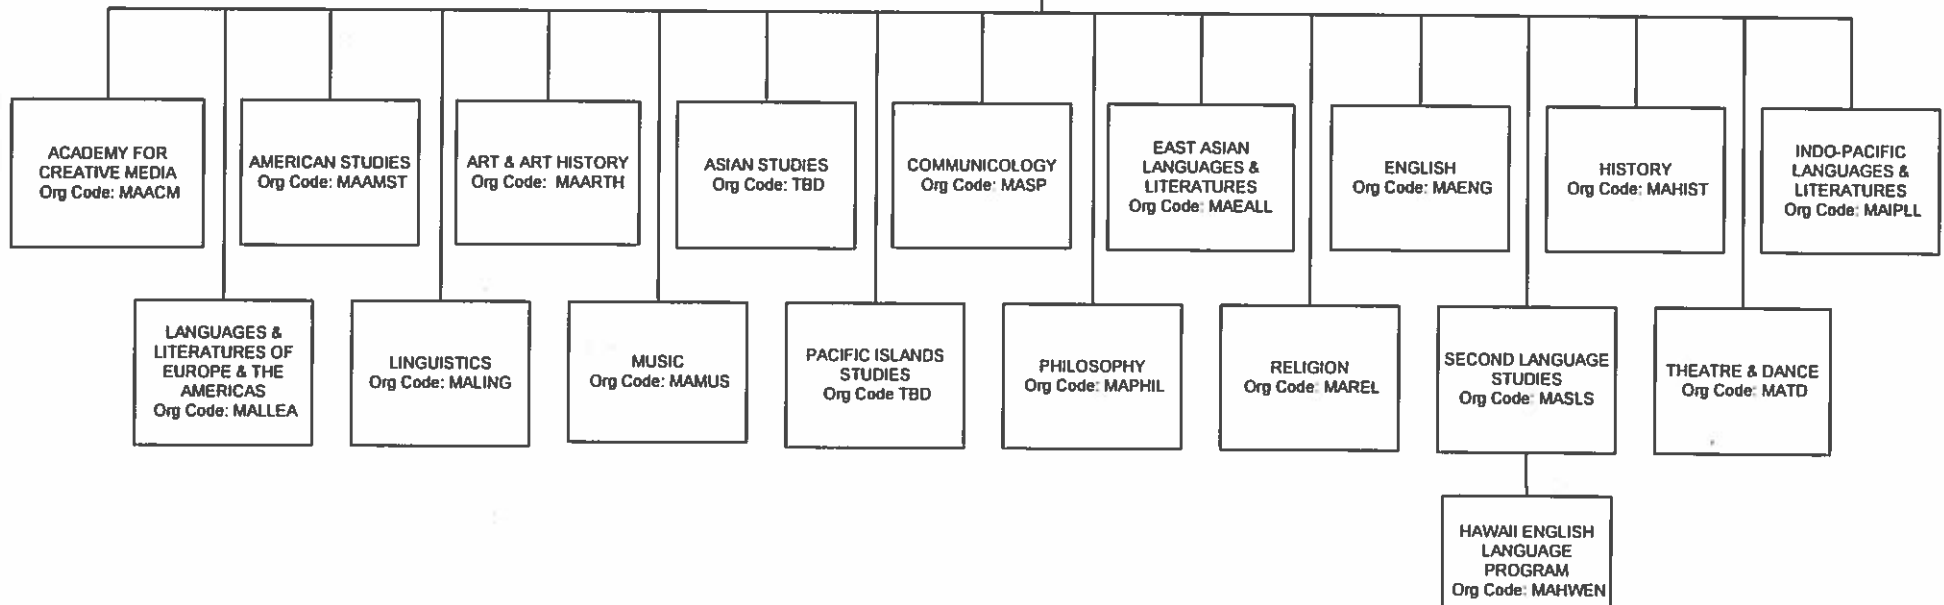 ACADEMY FOR
CREATIVE MEDIA
Org Code: MAACM
AMERICAN STUDIES
Org Code: MAAMST
ART & ART HISTORY
Org Code: MAARTH
ASIAN STUDIES
Org Code: TBD
COMMUNICOLOGY
Org Code: MASP
EAST ASIAN
LANGUAGES &
LITERATURES
Org Code: MAEALL
ENGLISH
Org Code: MAENG
HISTORY
Org Code: MAHIST
INDO-PACIFIC
LANGUAGES &
LITERATURES
Org Code: MAIPLL
LANGUAGES &
LITERATURES OF
EUROPE & THE
AMERICAS
Org Code: MALLEA
LINGUISTICS
Org Code: MALING
MUSIC
Org Code: MAMUS
PACIFIC ISLANDS
STUDIES
Org Code TBD
PHILOSOPHY
Org Code: MAPHIL
RELIGION
Org Code: MAREL
SECOND LANGUAGE
STUDIES
Org Code: MASLS
THEATRE & DANCE
Org Code: MATD
HAWAII ENGLISH
LANGUAGE
PROGRAM
Org Code: MAHWEN